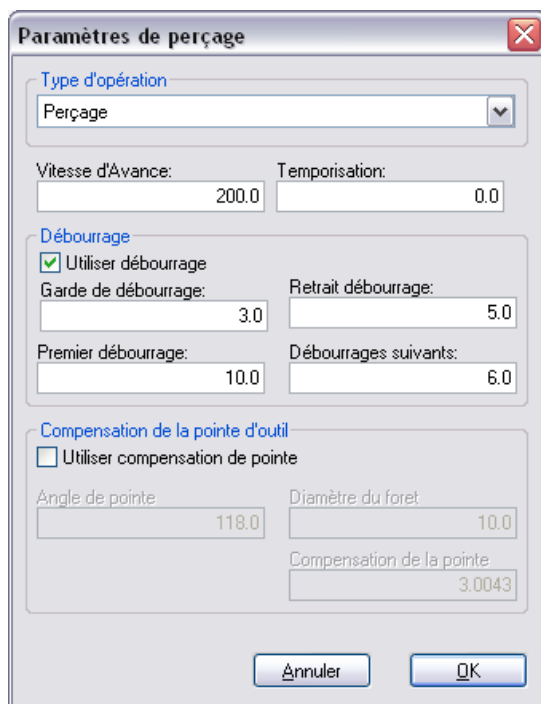 Paramètres de perçage
Type d'opération
Perçage
Vitesse d'Avance: Temporisation:
200.0 0.0
Débourrage
Utiliser débourrage
Garde de débourrage: Retrait débourrage:
3.0 5.0
Premier débourrage: Débourrages suivants:
10.0 6.0
Compensation de la pointe d'outil
Utiliser compensation de pointe
Angle de pointe Diamètre du foret
118.0 10.0
Compensation de la pointe
3.0043
Annuler OK